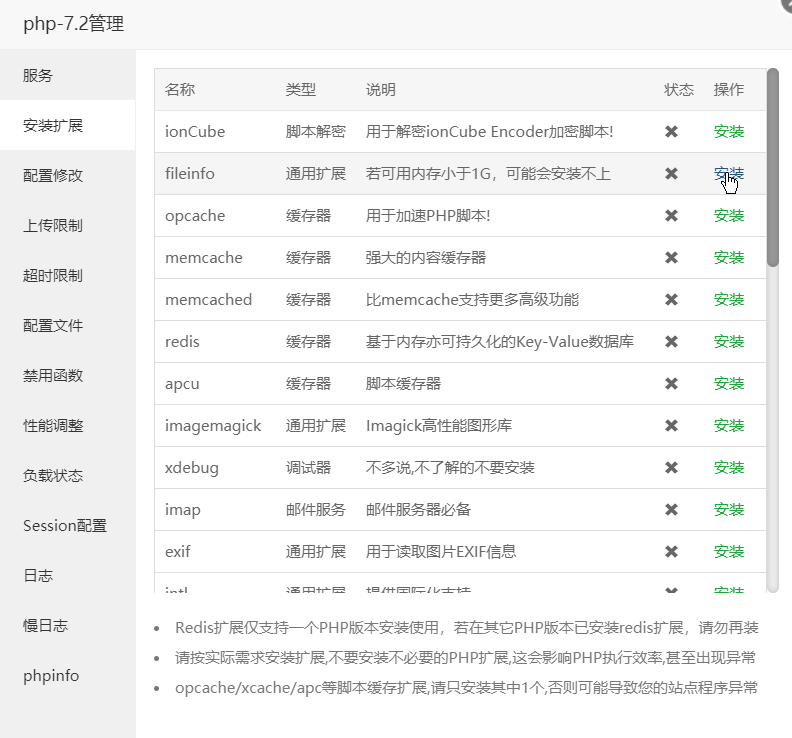 php-7.2管理
服务
安装扩展
配置修改
上传限制
超时限制
配置文件
禁用函数
性能调整
负载状态
Session配置
日志
慢日志
phpinfo
名称 类型 说明 状态 操作
ionCube 脚本解密 用于解密ionCube Encoder加密脚本! ✖ 安装
fileinfo 通用扩展 若可用内存小于1G，可能会安装不上 ✖ 安装
opcache 缓存器 用于加速PHP脚本! ✖ 安装
memcache 缓存器 强大的内容缓存器 ✖ 安装
memcached 缓存器 比memcache支持更多高级功能 ✖ 安装
redis 缓存器 基于内存亦可持久化的Key-Value数据库 ✖ 安装
apcu 缓存器 脚本缓存器 ✖ 安装
imagemagick 通用扩展 Imagick高性能图形库 ✖ 安装
xdebug 调试器 不多说,不了解的不要安装 ✖ 安装
imap 邮件服务 邮件服务器必备 ✖ 安装
exif 通用扩展 用于读取图片EXIF信息 ✖ 安装
intl 通用扩展 提供国际化支持 ✖ 安装
• Redis扩展仅支持一个PHP版本安装使用，若在其它PHP版本已安装redis扩展，请勿再装
• 请按实际需求安装扩展,不要安装不必要的PHP扩展,这会影响PHP执行效率,甚至出现异常
• opcache/xcache/apc等脚本缓存扩展,请只安装其中1个,否则可能导致您的站点程序异常